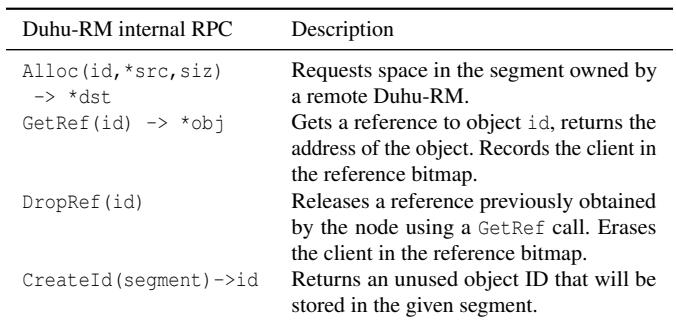 Duhu-RM internal RPC Description
Alloc(id,*src,siz) Requests space in the segment owned by
-> *dst a remote Duhu-RM.
GetRef(id) -> *obj Gets a reference to object id, returns the
address of the object. Records the client in
the reference bitmap.
DropRef(id) Releases a reference previously obtained
by the node using a GetRef call. Erases
the client in the reference bitmap.
CreateId(segment)->id Returns an unused object ID that will be
stored in the given segment.